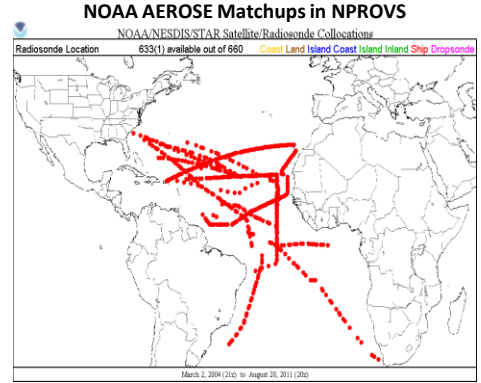 NOAA AEROSE Matchups in NPROVS
NOAA/NESDIS/STAR Satellite/Radiosonde Collocations
Radiosonde Location 633(1) available out of 660 Coast Land Island Coast Island Inland Ship Dropsonde
March 2, 2004 (21z) to August 20, 2011 (20z)